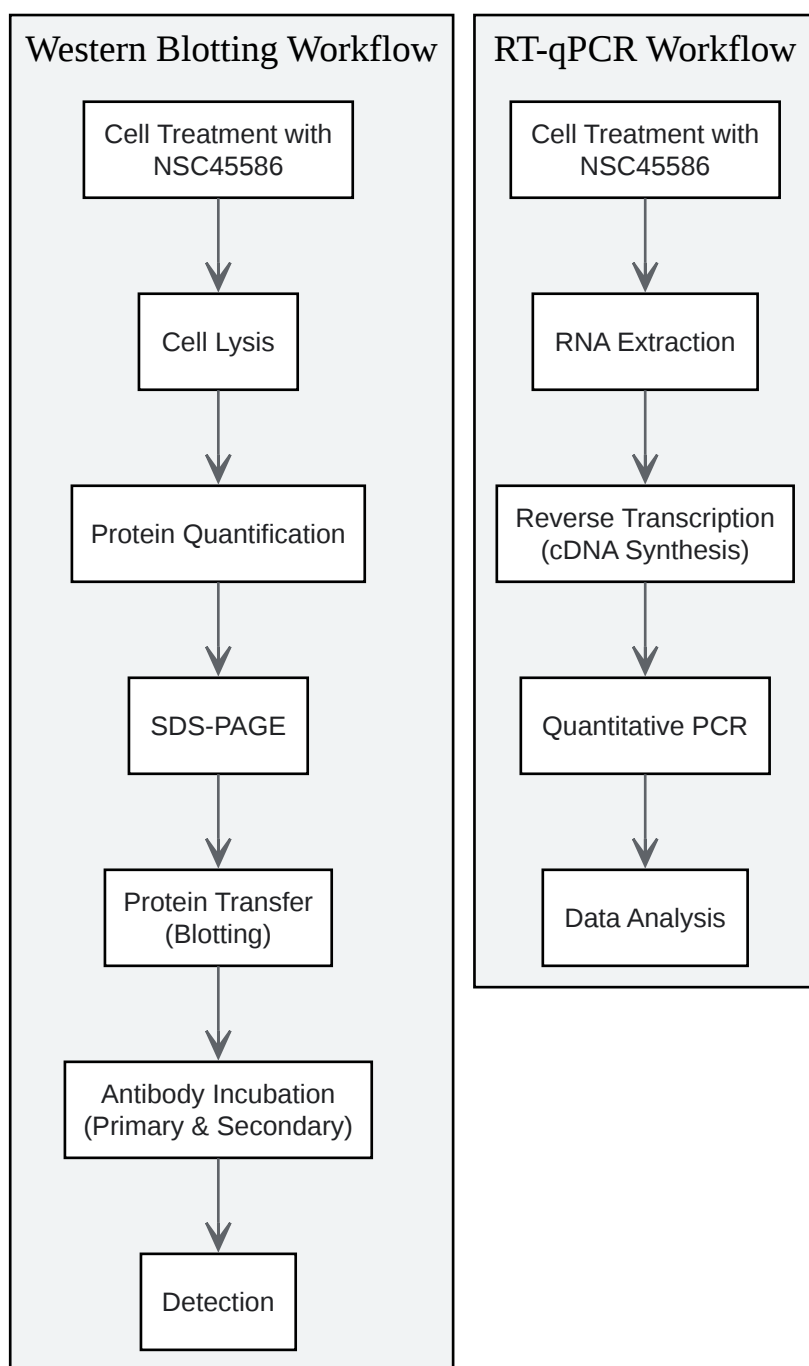 Western Blotting Workflow
Cell Treatment with
NSC45586
Cell Lysis
Protein Quantification
SDS-PAGE
Protein Transfer
(Blotting)
Antibody Incubation
(Primary & Secondary)
Detection
RT-qPCR Workflow
Cell Treatment with
NSC45586
RNA Extraction
Reverse Transcription
(cDNA Synthesis)
Quantitative PCR
Data Analysis